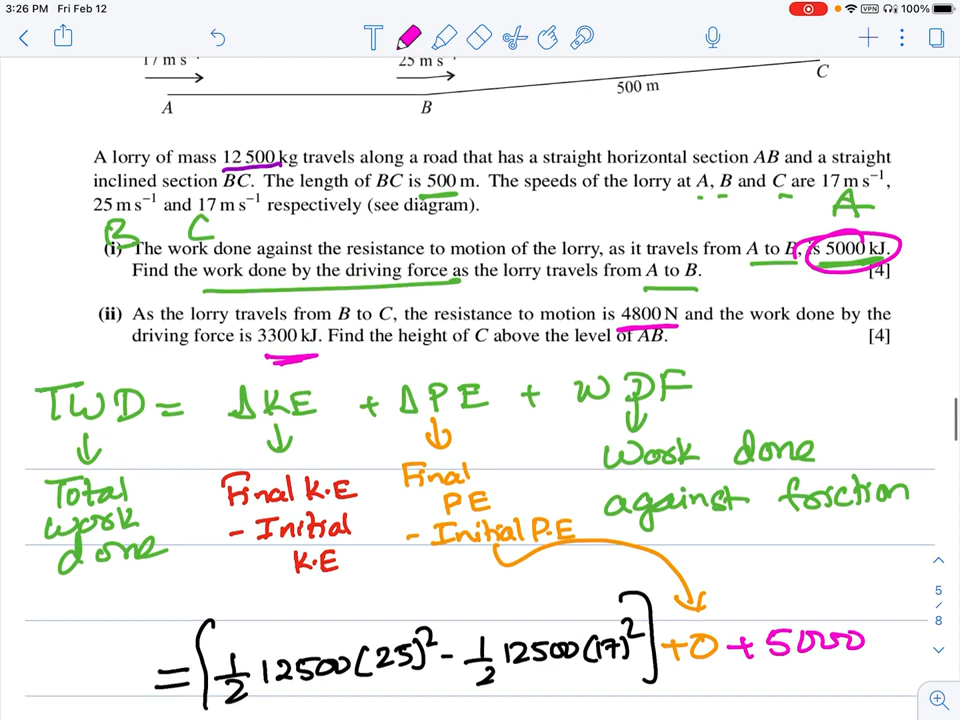 3:26 PM Fri Feb 12
VPN 100%
T
17 m s⁻¹ 25 m s⁻¹
500 m C
A B
A lorry of mass 12 500 kg travels along a road that has a straight horizontal section AB and a straight
inclined section BC. The length of BC is 500 m. The speeds of the lorry at A, B and C are 17 m s⁻¹,
25 m s⁻¹ and 17 m s⁻¹ respectively (see diagram).
B C A
(i) The work done against the resistance to motion of the lorry, as it travels from A to B, is 5000 kJ.
Find the work done by the driving force as the lorry travels from A to B. [4]
(ii) As the lorry travels from B to C, the resistance to motion is 4800 N and the work done by the
driving force is 3300 kJ. Find the height of C above the level of AB. [4]
TWD = ΔKE + ΔPE + WDF
Total work done
Final K.E - Initial K.E
Final PE - Initial P.E
Work done against forction
= [½ 12500(25)² - ½ 12500(17)²] + 0 + 5000
5
/
8